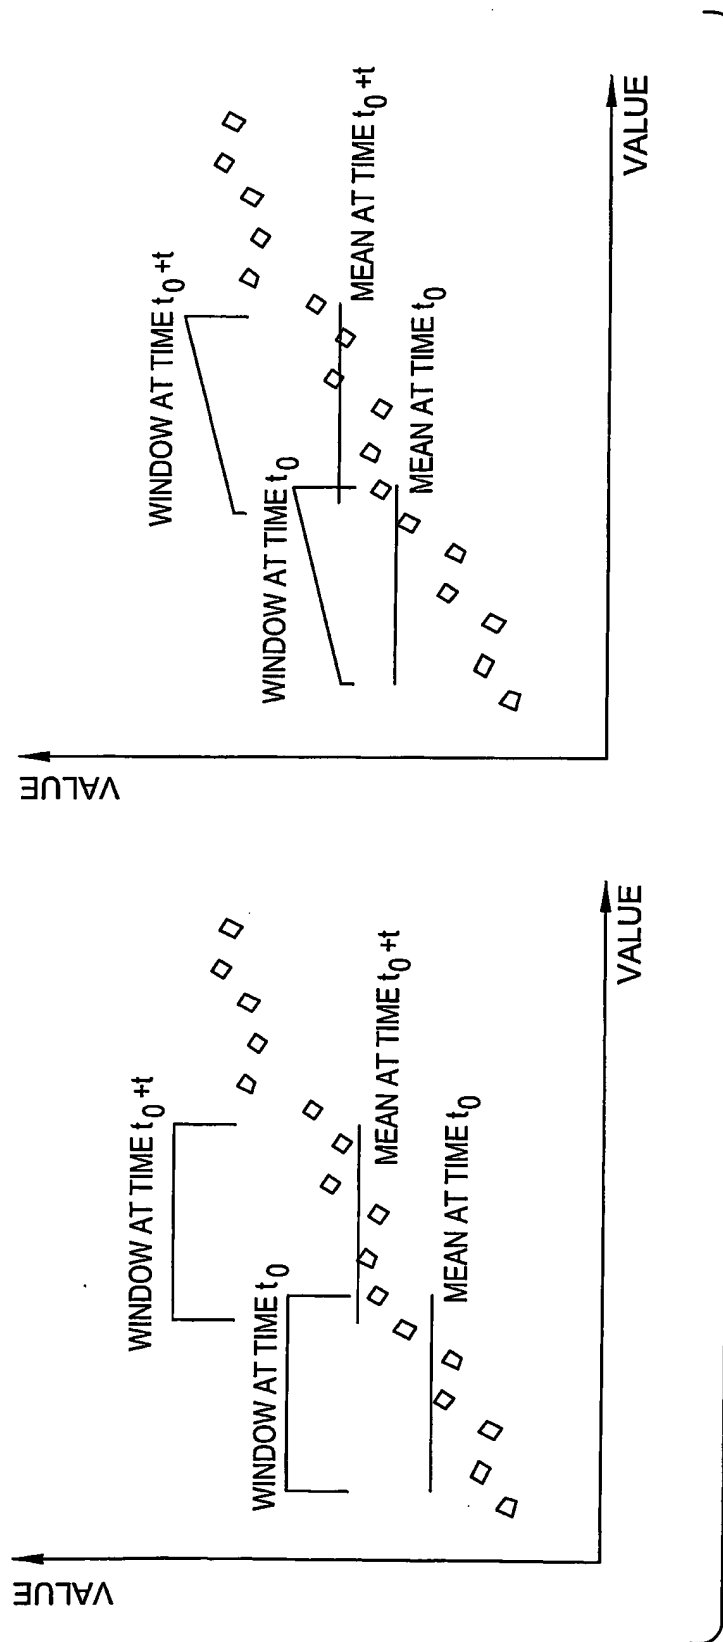 VALUE
WINDOW AT TIME t0+t
WINDOW AT TIME t0
MEAN AT TIME t0+t
MEAN AT TIME t0
VALUE
VALUE
WINDOW AT TIME t0+t
WINDOW AT TIME t0
MEAN AT TIME t0+t
MEAN AT TIME t0
VALUE